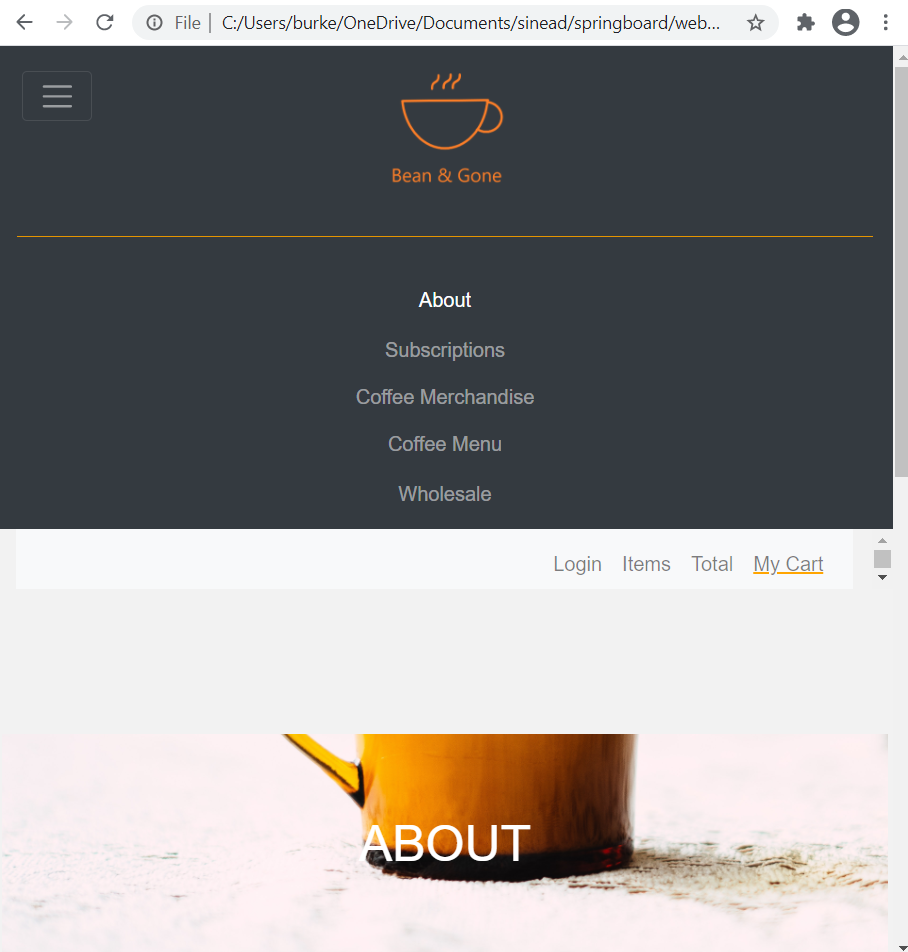 File | C:/Users/burke/OneDrive/Documents/sinead/springboard/web...
Bean & Gone
About
Subscriptions
Coffee Merchandise
Coffee Menu
Wholesale
Login Items Total My Cart
ABOUT